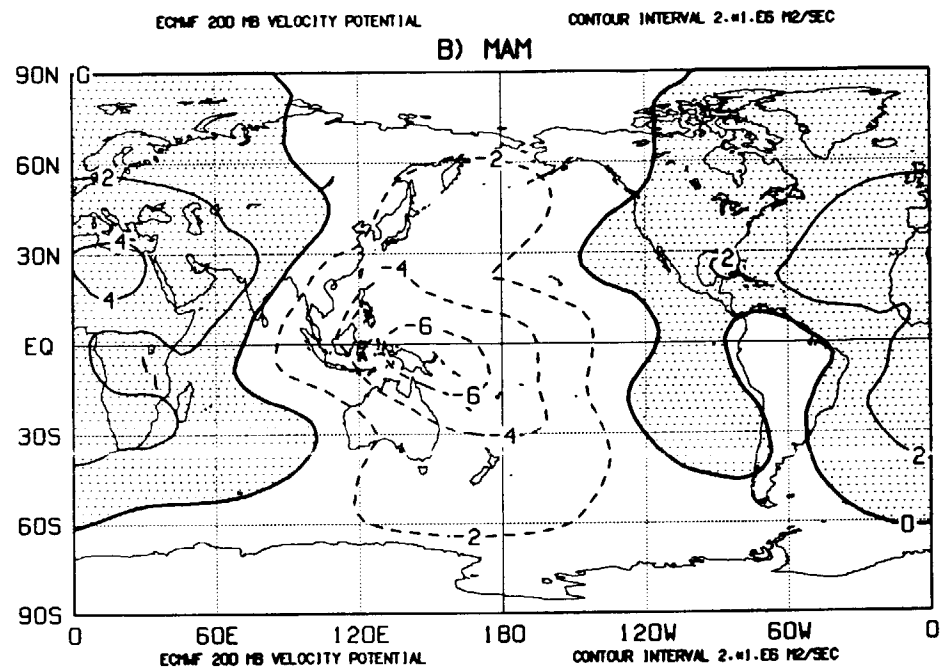 ECMWF 200 MB VELOCITY POTENTIAL CONTOUR INTERVAL 2.*1.E6 M2/SEC
B) MAM
90N 0
60N 2 -2
4
30N -4 2
4
-6
EQ
-6
30S -4
2
60S -2 0
90S
0 60E 120E 180 120W 60W 0
ECMWF 200 MB VELOCITY POTENTIAL CONTOUR INTERVAL 2.*1.E6 M2/SEC